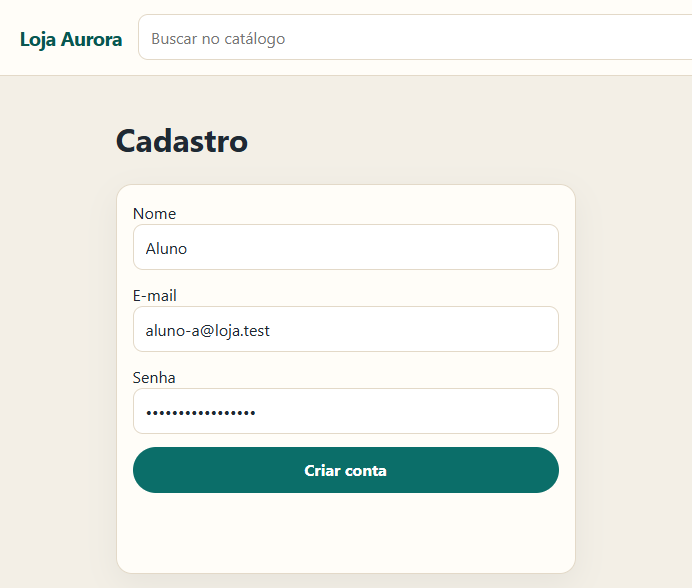 Loja Aurora
Buscar no catálogo
Cadastro
Nome
Aluno
E-mail
aluno-a@loja.test
Senha
•••••••••••••••••
Criar conta